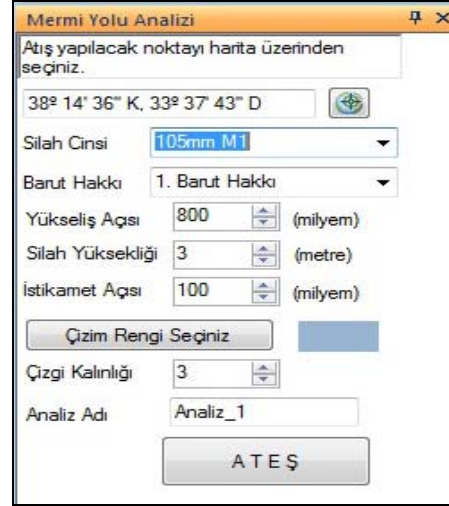 Mermi Yolu Analizi
Atış yapılacak noktayı harita üzerinden
seçiniz.
38º 14' 36" K, 33º 37' 43" D
Silah Cinsi 105mm M1
Barut Hakkı 1. Barut Hakkı
Yükseliş Açısı 800 (milyem)
Silah Yüksekliği 3 (metre)
İstikamet Açısı 100 (milyem)
Çizim Rengi Seçiniz
Çizgi Kalınlığı 3
Analiz Adı Analiz_1
A T E Ş